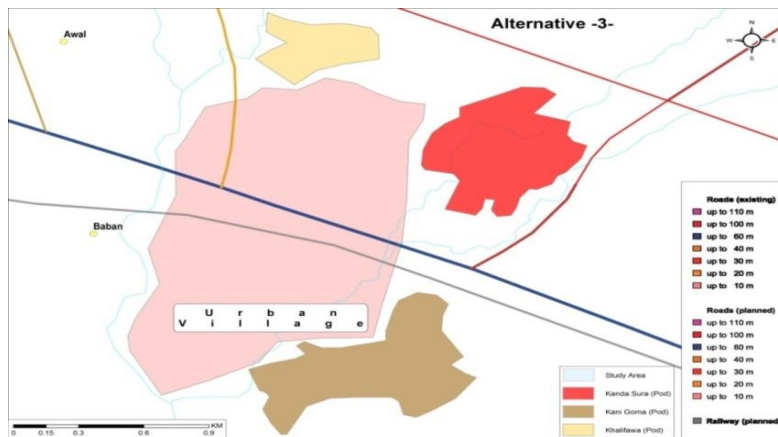 Alternative -3-
N
W E
S
Awal
Baban
Urban
Village
Roads (existing)
up to 110 m
up to 100 m
up to 60 m
up to 40 m
up to 30 m
up to 20 m
up to 10 m
Roads (planned)
up to 110 m
up to 100 m
up to 60 m
up to 40 m
up to 30 m
up to 20 m
up to 10 m
Railway (planned
Study Area
Kanda Sura (Pod)
Kani Goma (Pod)
Khalifawa (Pod)
KM
0 0.15 0.3 0.6 0.9